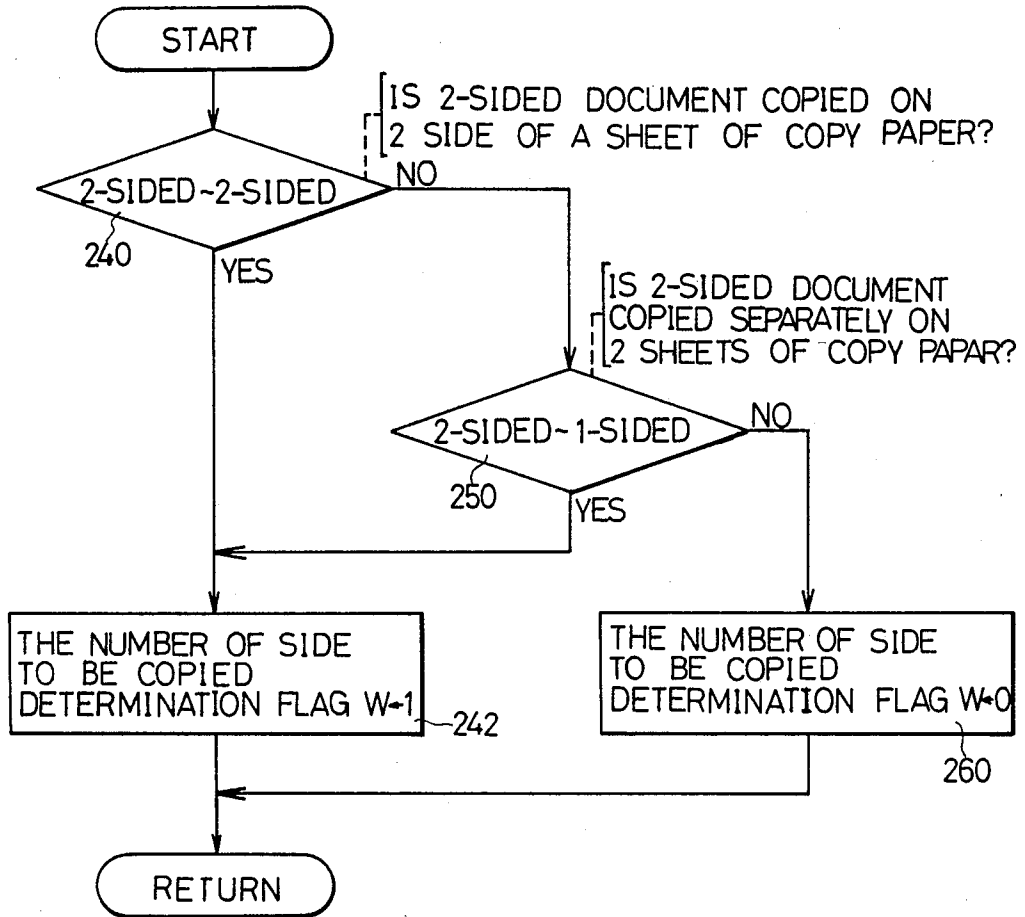 START
IS 2-SIDED DOCUMENT COPIED ON
2 SIDE OF A SHEET OF COPY PAPER?
2-SIDED~2-SIDED
NO
240
YES
IS 2-SIDED DOCUMENT
COPIED SEPARATELY ON
2 SHEETS OF COPY PAPAR?
2-SIDED~1-SIDED
NO
250
YES
THE NUMBER OF SIDE
TO BE COPIED
DETERMINATION FLAG W←1
242
THE NUMBER OF SIDE
TO BE COPIED
DETERMINATION FLAG W←0
260
RETURN